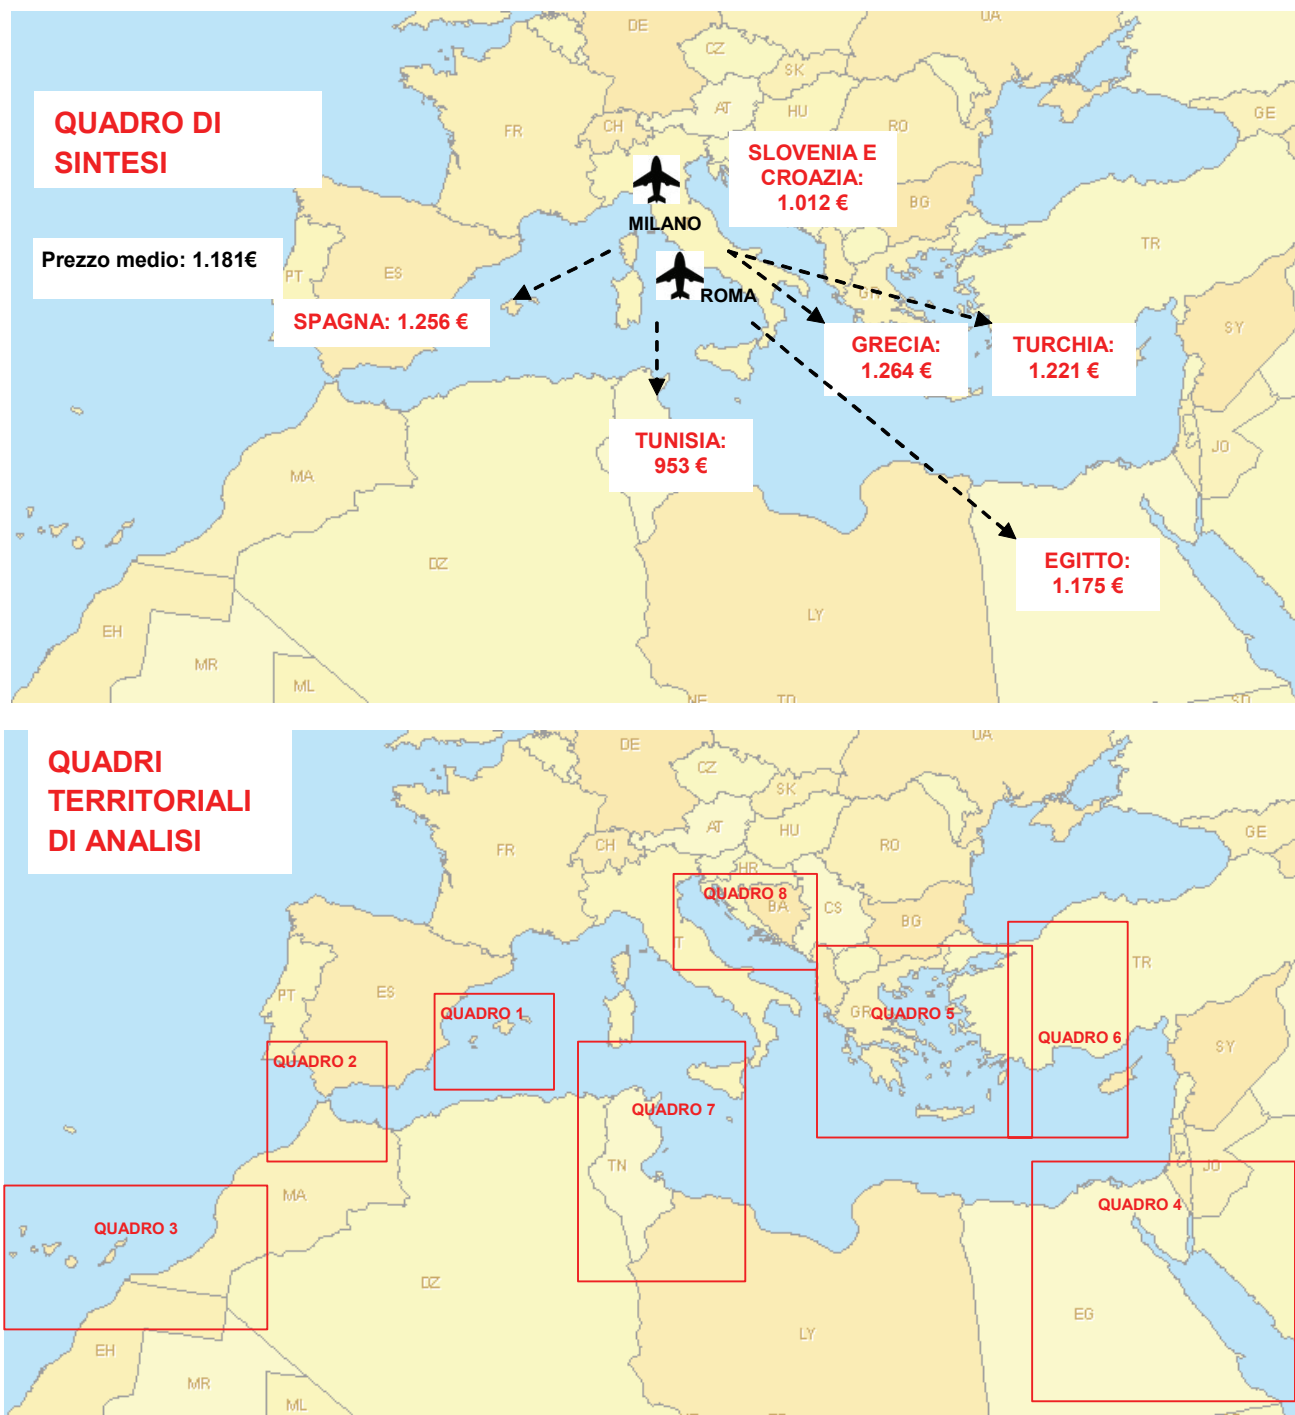 UA
DE
CZ
SK
AT
HU
FR
CH
RO
GE
QUADRO DI
SINTESI
SLOVENIA E
CROAZIA:
1.012 €
BG
MILANO
TR
Prezzo medio: 1.181€
PT
ES
ROMA
GR
SPAGNA: 1.256 €
GRECIA:
1.264 €
TURCHIA:
1.221 €
SY
TUNISIA:
953 €
JO
MA
DZ
EGITTO:
1.175 €
LY
EH
MR
ML
NE
TD
SD
QUADRI
TERRITORIALI
DI ANALISI
UA
DE
CZ
SK
AT
HU
FR
CH
RO
GE
HR
QUADRO 8
BA
CS
BG
IT
TR
PT
ES
QUADRO 1
GR
QUADRO 5
QUADRO 6
SY
QUADRO 2
QUADRO 7
TN
JO
MA
QUADRO 4
QUADRO 3
DZ
EG
LY
EH
MR
ML